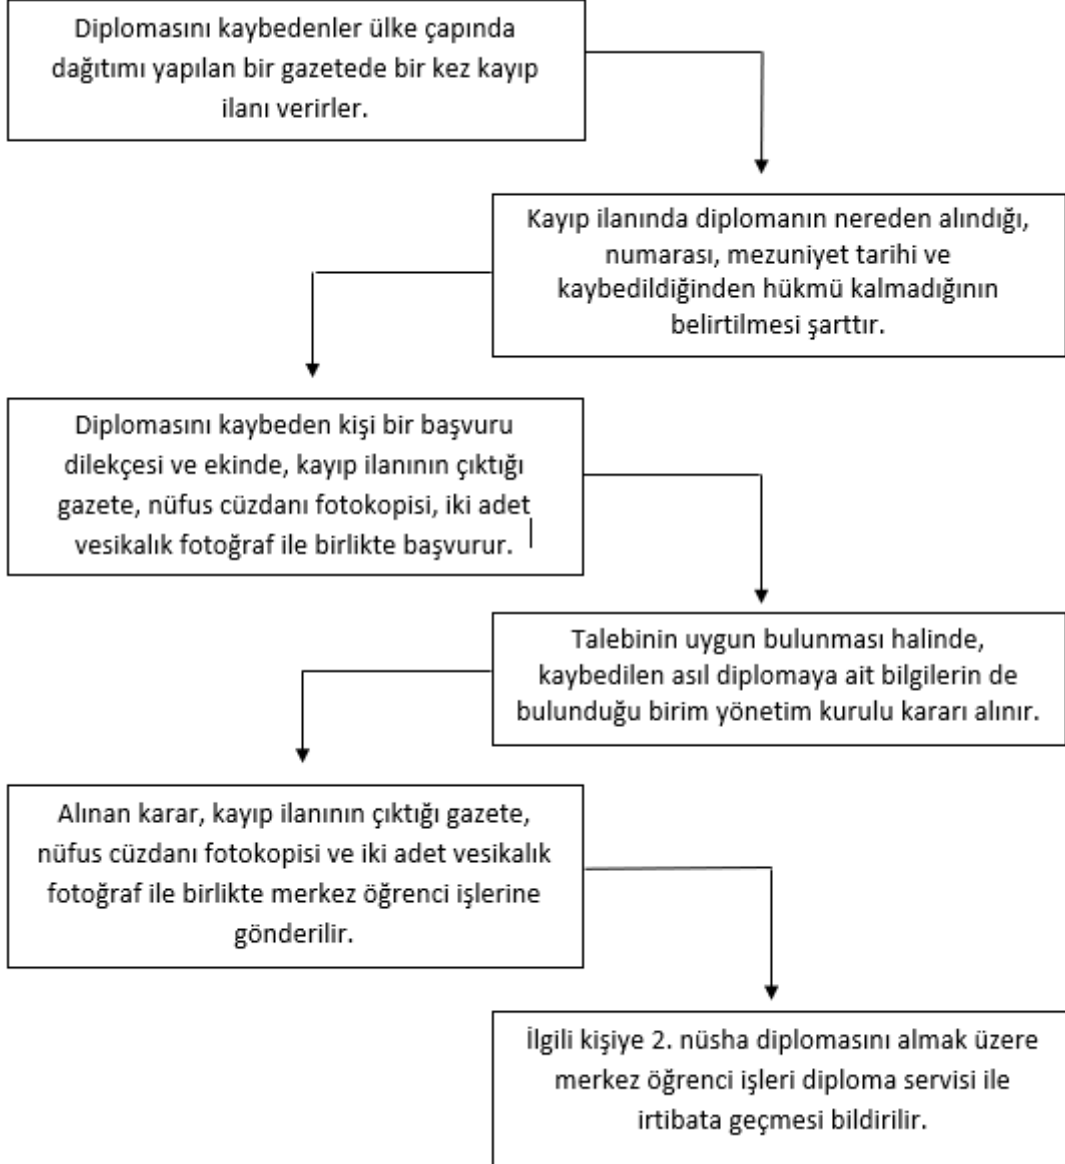 Diplomasını kaybedenler ülke çapında
dağıtımı yapılan bir gazetede bir kez kayıp
ilanı verirler.
Kayıp ilanında diplomanın nereden alındığı,
numarası, mezuniyet tarihi ve
kaybedildiğinden hükmü kalmadığının
belirtilmesi şarttır.
Diplomasını kaybeden kişi bir başvuru
dilekçesi ve ekinde, kayıp ilanının çıktığı
gazete, nüfus cüzdanı fotokopisi, iki adet
vesikalık fotoğraf ile birlikte başvurur.
Talebinin uygun bulunması halinde,
kaybedilen asıl diplomaya ait bilgilerin de
bulunduğu birim yönetim kurulu kararı alınır.
Alınan karar, kayıp ilanının çıktığı gazete,
nüfus cüzdanı fotokopisi ve iki adet vesikalık
fotoğraf ile birlikte merkez öğrenci işlerine
gönderilir.
İlgili kişiye 2. nüsha diplomasını almak üzere
merkez öğrenci işleri diploma servisi ile
irtibata geçmesi bildirilir.